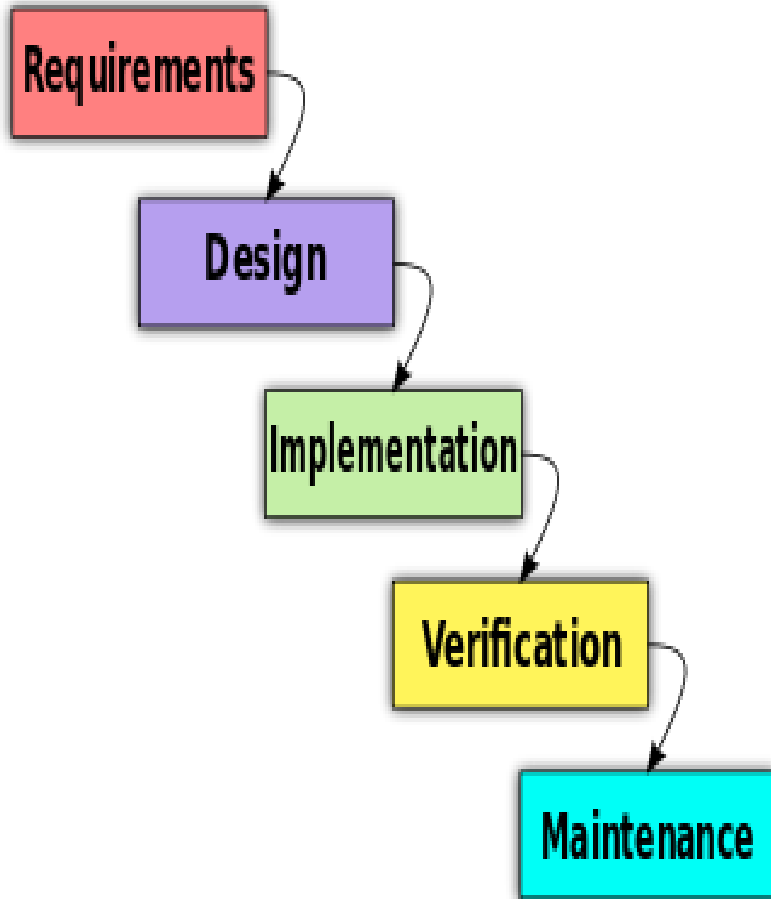 Requirements
Design
Implementation
Verification
Maintenance